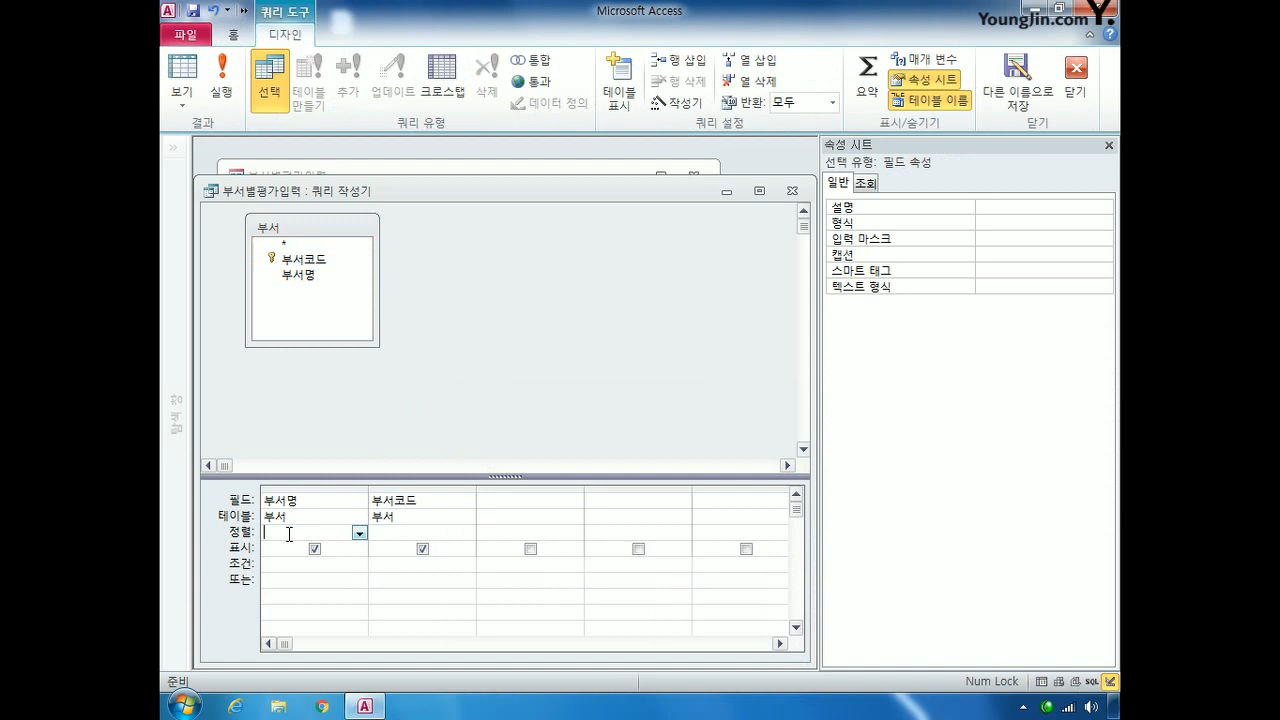 쿼리 도구
Microsoft Access
YoungJin.com Y.
파일
홈
디자인
보기
실행
선택
테이블
만들기
추가
업데이트
크로스탭
삭제
통합
통과
데이터 정의
테이블
표시
행 삽입
행 삭제
작성기
열 삽입
열 삭제
반환: 모두
요약
매개 변수
속성 시트
테이블 이름
다른 이름으로
저장
닫기
결과
쿼리 유형
쿼리 설정
표시/숨기기
닫기
부서별평가입력 : 쿼리 작성기
부서
*
부서코드
부서명
탐색 창
필드: 부서명 부서코드
테이블: 부서 부서
정렬:
표시:
조건:
또는:
속성 시트
선택 유형: 필드 속성
일반 조회
설명
형식
입력 마스크
캡션
스마트 태그
텍스트 형식
준비
Num Lock
SQL